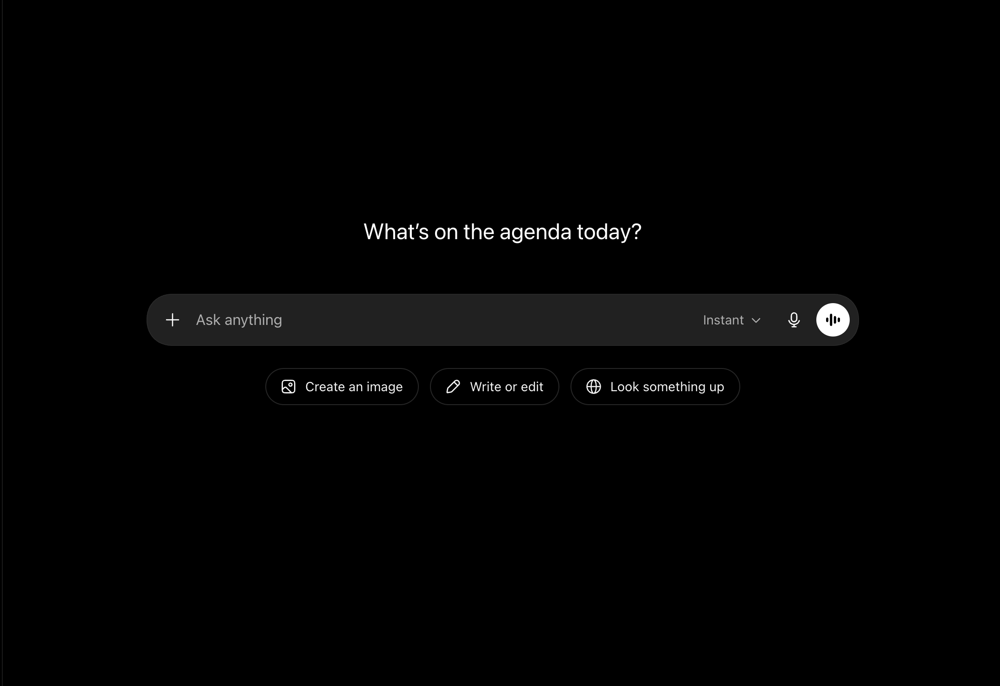 What’s on the agenda today?
Ask anything
Instant
Create an image
Write or edit
Look something up